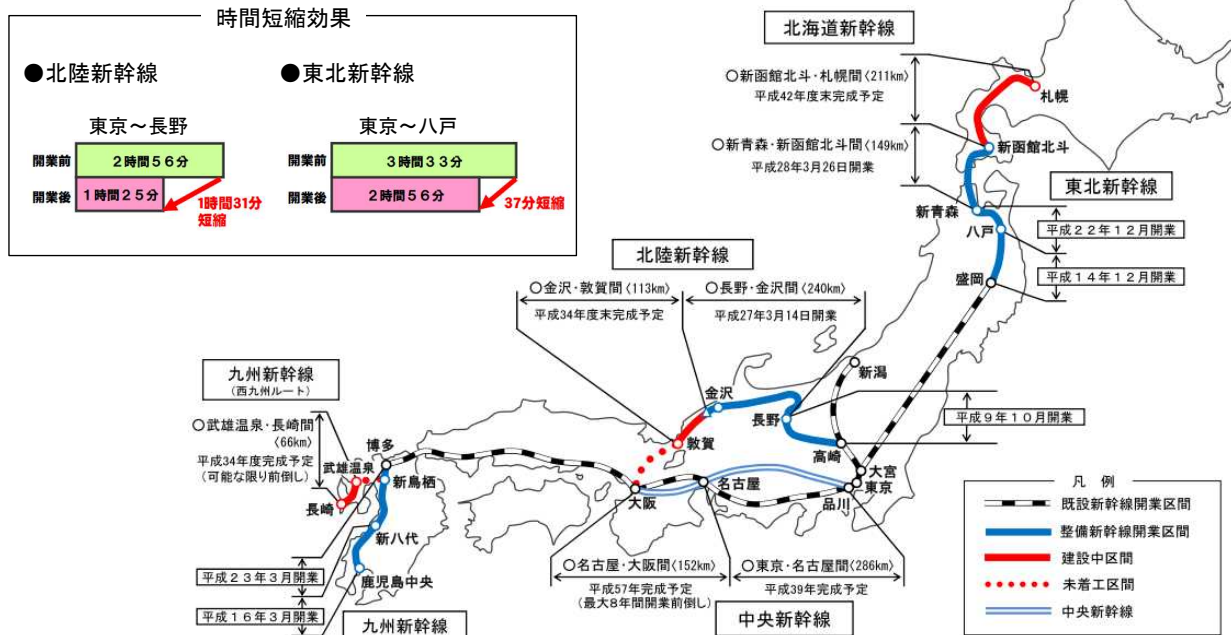 時間短縮効果
●北陸新幹線
●東北新幹線
東京～長野
東京～八戸
開業前
2時間56分
開業後
1時間25分
1時間31分
短縮
開業前
3時間33分
開業後
2時間56分
37分短縮
北海道新幹線
○新函館北斗・札幌間〈211km〉
平成42年度末完成予定
札幌
○新青森・新函館北斗間〈149km〉
平成28年3月26日開業
新函館北斗
東北新幹線
新青森
八戸
平成22年12月開業
平成14年12月開業
盛岡
北陸新幹線
○金沢・敦賀間〈113km〉
平成34年度末完成予定
○長野・金沢間〈240km〉
平成27年3月14日開業
新潟
金沢
長野
平成9年10月開業
敦賀
高崎
大宮
東京
品川
名古屋
大阪
九州新幹線
(西九州ルート)
○武雄温泉・長崎間
〈66km〉
平成34年度完成予定
(可能な限り前倒し)
博多
武雄温泉
新鳥栖
長崎
新八代
平成23年3月開業
鹿児島中央
平成16年3月開業
九州新幹線
○名古屋・大阪間〈152km〉
平成57年完成予定
(最大8年間開業前倒し)
○東京・名古屋間〈286km〉
平成39年完成予定
中央新幹線
凡 例
既設新幹線開業区間
整備新幹線開業区間
建設中区間
未着工区間
中央新幹線